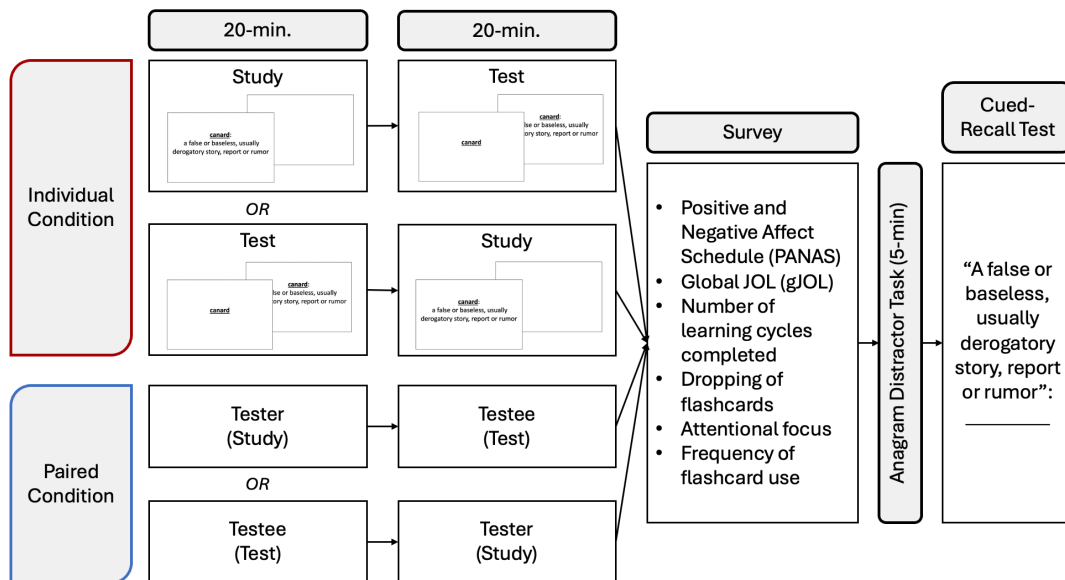 20-min.
20-min.
Individual
Condition
Study
canard:
a false or baseless, usually
derogatory story, report or rumor
Test
canard:
lse or baseless, usually
ory story, report or rumor
canard
OR
Test
canard:
lse or baseless, usually
ory story, report or rumor
canard
Study
canard:
a false or baseless, usually
derogatory story, report or rumor
Paired
Condition
Tester
(Study)
Testee
(Test)
OR
Testee
(Test)
Tester
(Study)
Survey
• Positive and
Negative Affect
Schedule (PANAS)
• Global JOL (gJOL)
• Number of
learning cycles
completed
• Dropping of
flashcards
• Attentional focus
• Frequency of
flashcard use
Anagram Distractor Task (5-min)
Cued-
Recall Test
“A false or
baseless,
usually
derogatory
story, report
or rumor”: